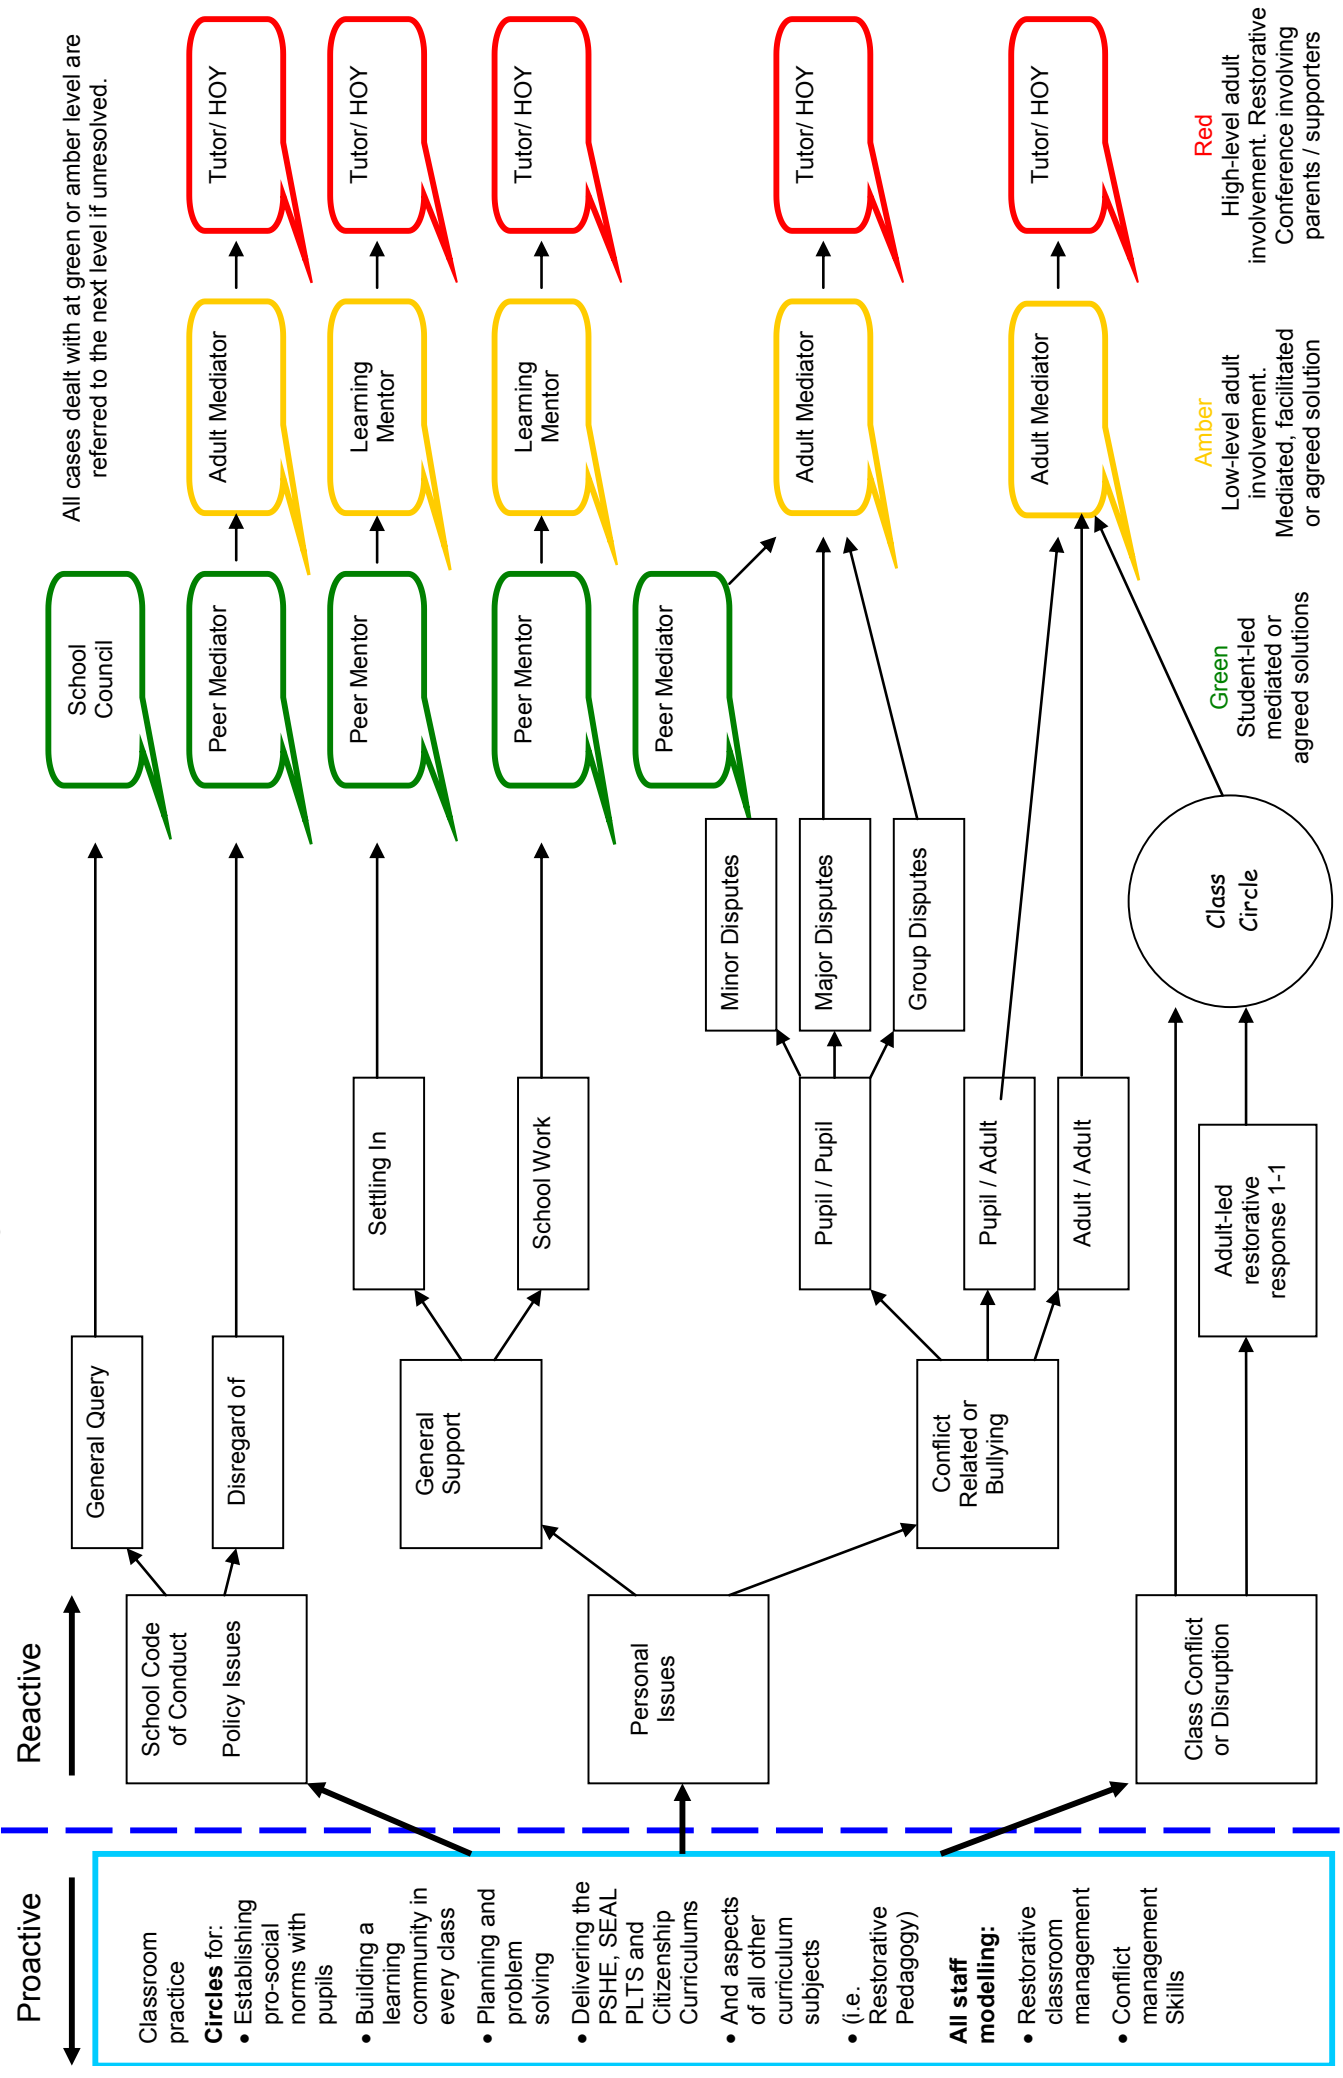 Proactive
Reactive
Classroom
practice
Circles for:
• Establishing
pro-social
norms with
pupils
• Building a
learning
community in
every class
• Planning and
problem
solving
• Delivering the
PSHE, SEAL
PLTS and
Citizenship
Curriculums
• And aspects
of all other
curriculum
subjects
• (i.e.
Restorative
Pedagogy)
All staff
modelling:
• Restorative
classroom
management
• Conflict
management
Skills
School Code
of Conduct
Policy Issues
Personal
Issues
Class Conflict
or Disruption
General Query
Disregard of
General
Support
Conflict
Related or
Bullying
Settling In
School Work
Pupil / Pupil
Pupil / Adult
Adult / Adult
Adult-led
restorative
response 1-1
Minor Disputes
Major Disputes
Group Disputes
Class
Circle
School
Council
Peer Mediator
Peer Mentor
Peer Mentor
Peer Mediator
Green
Student-led
mediated or
agreed solutions
All cases dealt with at green or amber level are
referred to the next level if unresolved.
Adult Mediator
Learning
Mentor
Learning
Mentor
Adult Mediator
Adult Mediator
Amber
Low-level adult
involvement.
Mediated, facilitated
or agreed solution
Tutor/ HOY
Tutor/ HOY
Tutor/ HOY
Tutor/ HOY
Tutor/ HOY
Red
High-level adult
involvement. Restorative
Conference involving
parents / supporters